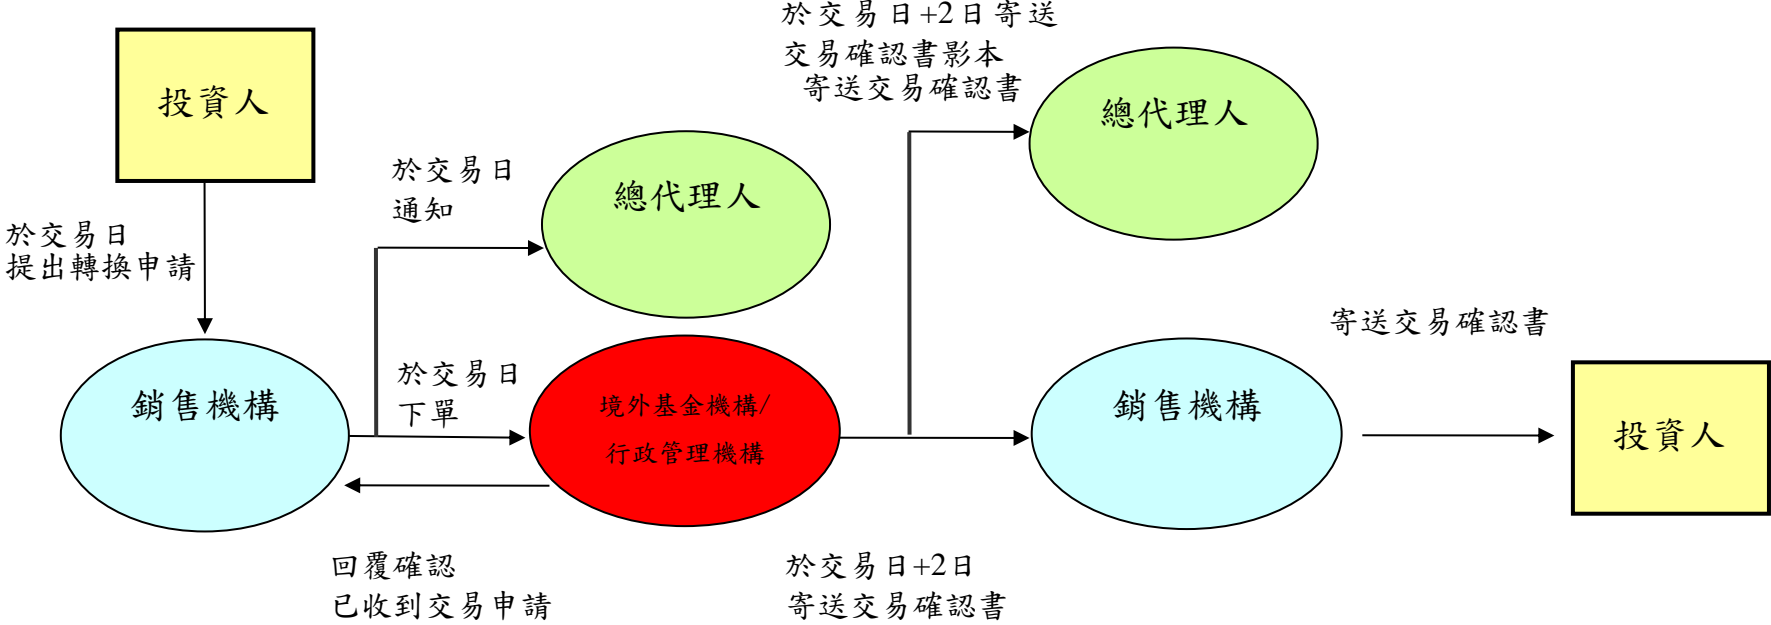 於交易日+2日寄送
交易確認書影本
寄送交易確認書
投資人
總代理人
於交易日
通知
總代理人
於交易日
提出轉換申請
寄送交易確認書
於交易日
下單
銷售機構
境外基金機構/
行政管理機構
銷售機構
投資人
回覆確認
已收到交易申請
於交易日+2日
寄送交易確認書